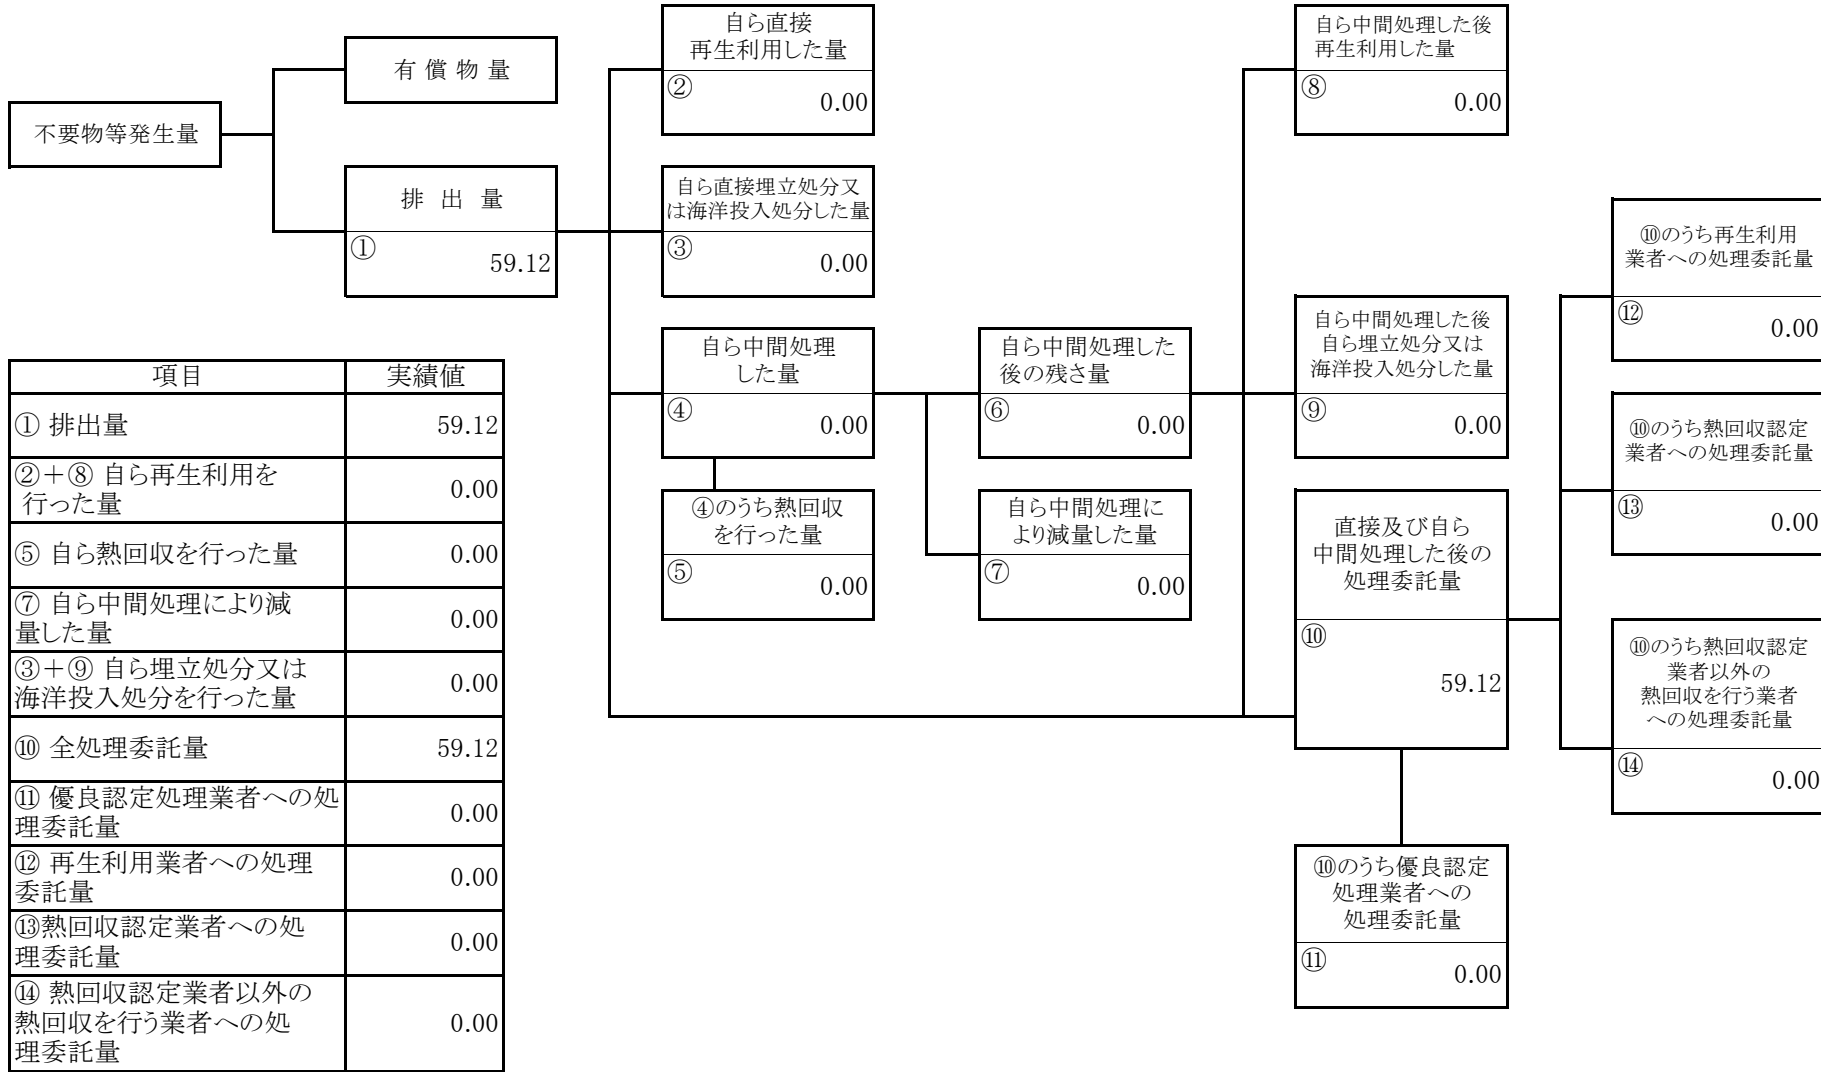 不要物等発生量
有償物量
排出量
①
59.12
自ら直接
再生利用した量
②
0.00
自ら直接埋立処分又
は海洋投入処分した量
③
0.00
自ら中間処理
した量
④
0.00
④のうち熱回収
を行った量
⑤
0.00
自ら中間処理した
後の残さ量
⑥
0.00
自ら中間処理に
より減量した量
⑦
0.00
自ら中間処理した後
再生利用した量
⑧
0.00
自ら中間処理した後
自ら埋立処分又は
海洋投入処分した量
⑨
0.00
直接及び自ら
中間処理した後の
処理委託量
⑩
59.12
⑩のうち優良認定
処理業者への
処理委託量
⑪
0.00
⑩のうち再生利用
業者への処理委託量
⑫
0.00
⑩のうち熱回収認定
業者への処理委託量
⑬
0.00
⑩のうち熱回収認定
業者以外の
熱回収を行う業者
への処理委託量
⑭
0.00
項目 実績値
① 排出量 59.12
②＋⑧ 自ら再生利用を
行った量 0.00
⑤ 自ら熱回収を行った量 0.00
⑦ 自ら中間処理により減
量した量 0.00
③＋⑨ 自ら埋立処分又は
海洋投入処分を行った量 0.00
⑩ 全処理委託量 59.12
⑪ 優良認定処理業者への処
理委託量 0.00
⑫ 再生利用業者への処理
委託量 0.00
⑬熱回収認定業者への処
理委託量 0.00
⑭ 熱回収認定業者以外の
熱回収を行う業者への処
理委託量 0.00